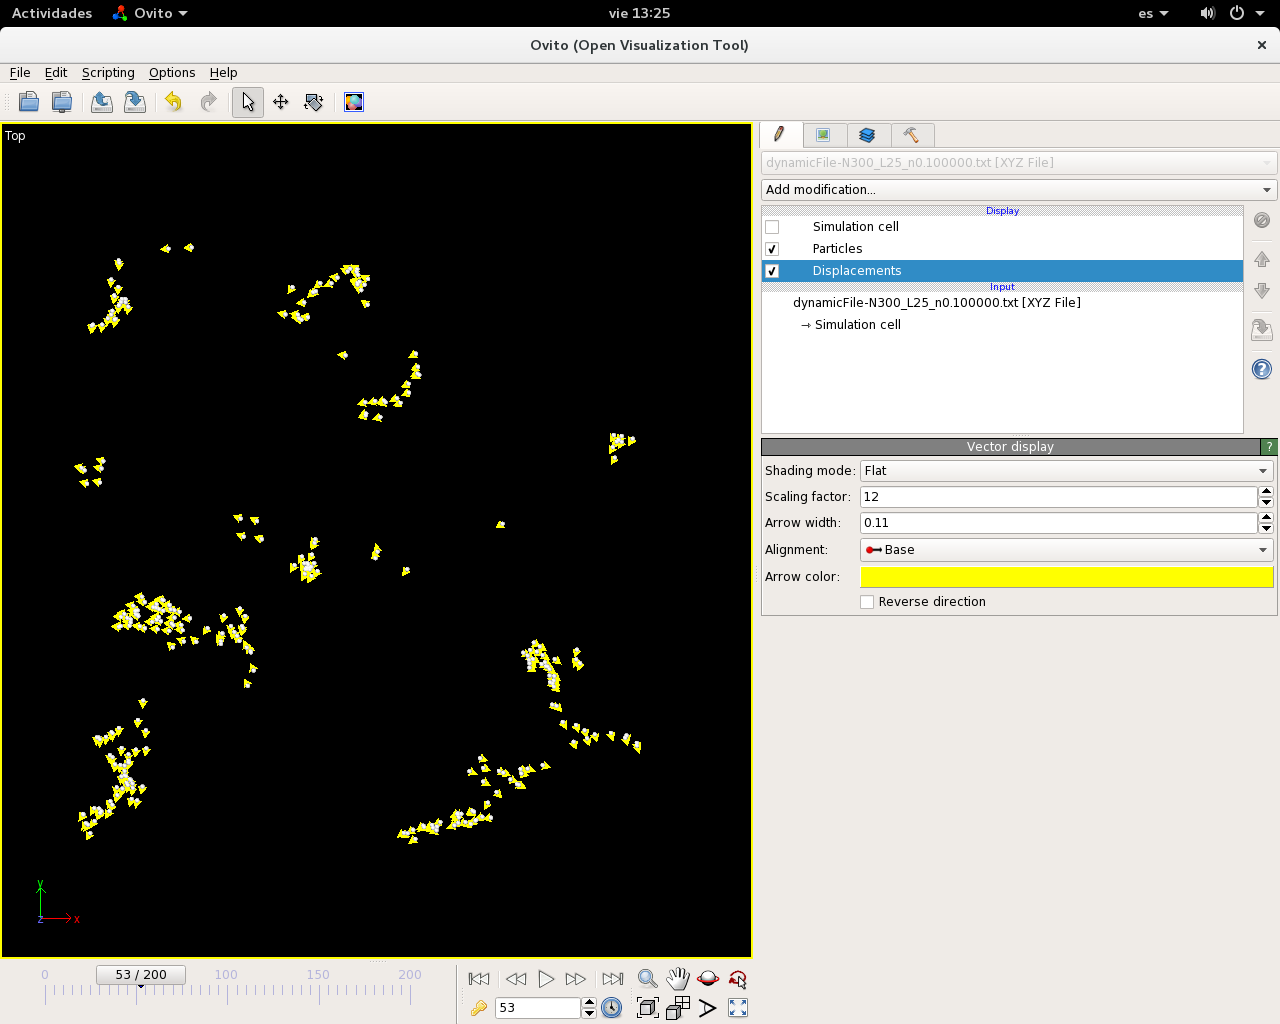 Actividades Ovito vie 13:25 es
Ovito (Open Visualization Tool) ×
File Edit Scripting Options Help
Top
dynamicFile-N300_L25_n0.100000.txt [XYZ File]
Add modification...
Display
Simulation cell
Particles
Displacements
Input
dynamicFile-N300_L25_n0.100000.txt [XYZ File]
→ Simulation cell
Vector display ?
Shading mode: Flat
Scaling factor: 12
Arrow width: 0.11
Alignment: Base
Arrow color:
Reverse direction
y
z x
0 53 / 200 100 150 200
53